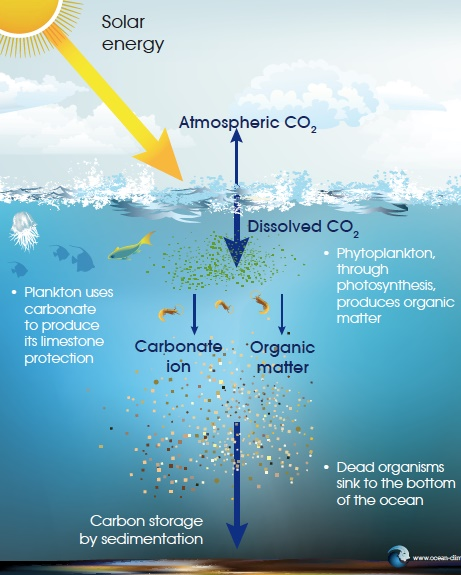 Solar
energy
Atmospheric CO₂
Dissolved CO₂
• Phytoplankton,
through
photosynthesis,
produces organic
matter
• Plankton uses
carbonate
to produce
its limestone
protection
Carbonate
ion
Organic
matter
• Dead organisms
sink to the bottom
of the ocean
Carbon storage
by sedimentation